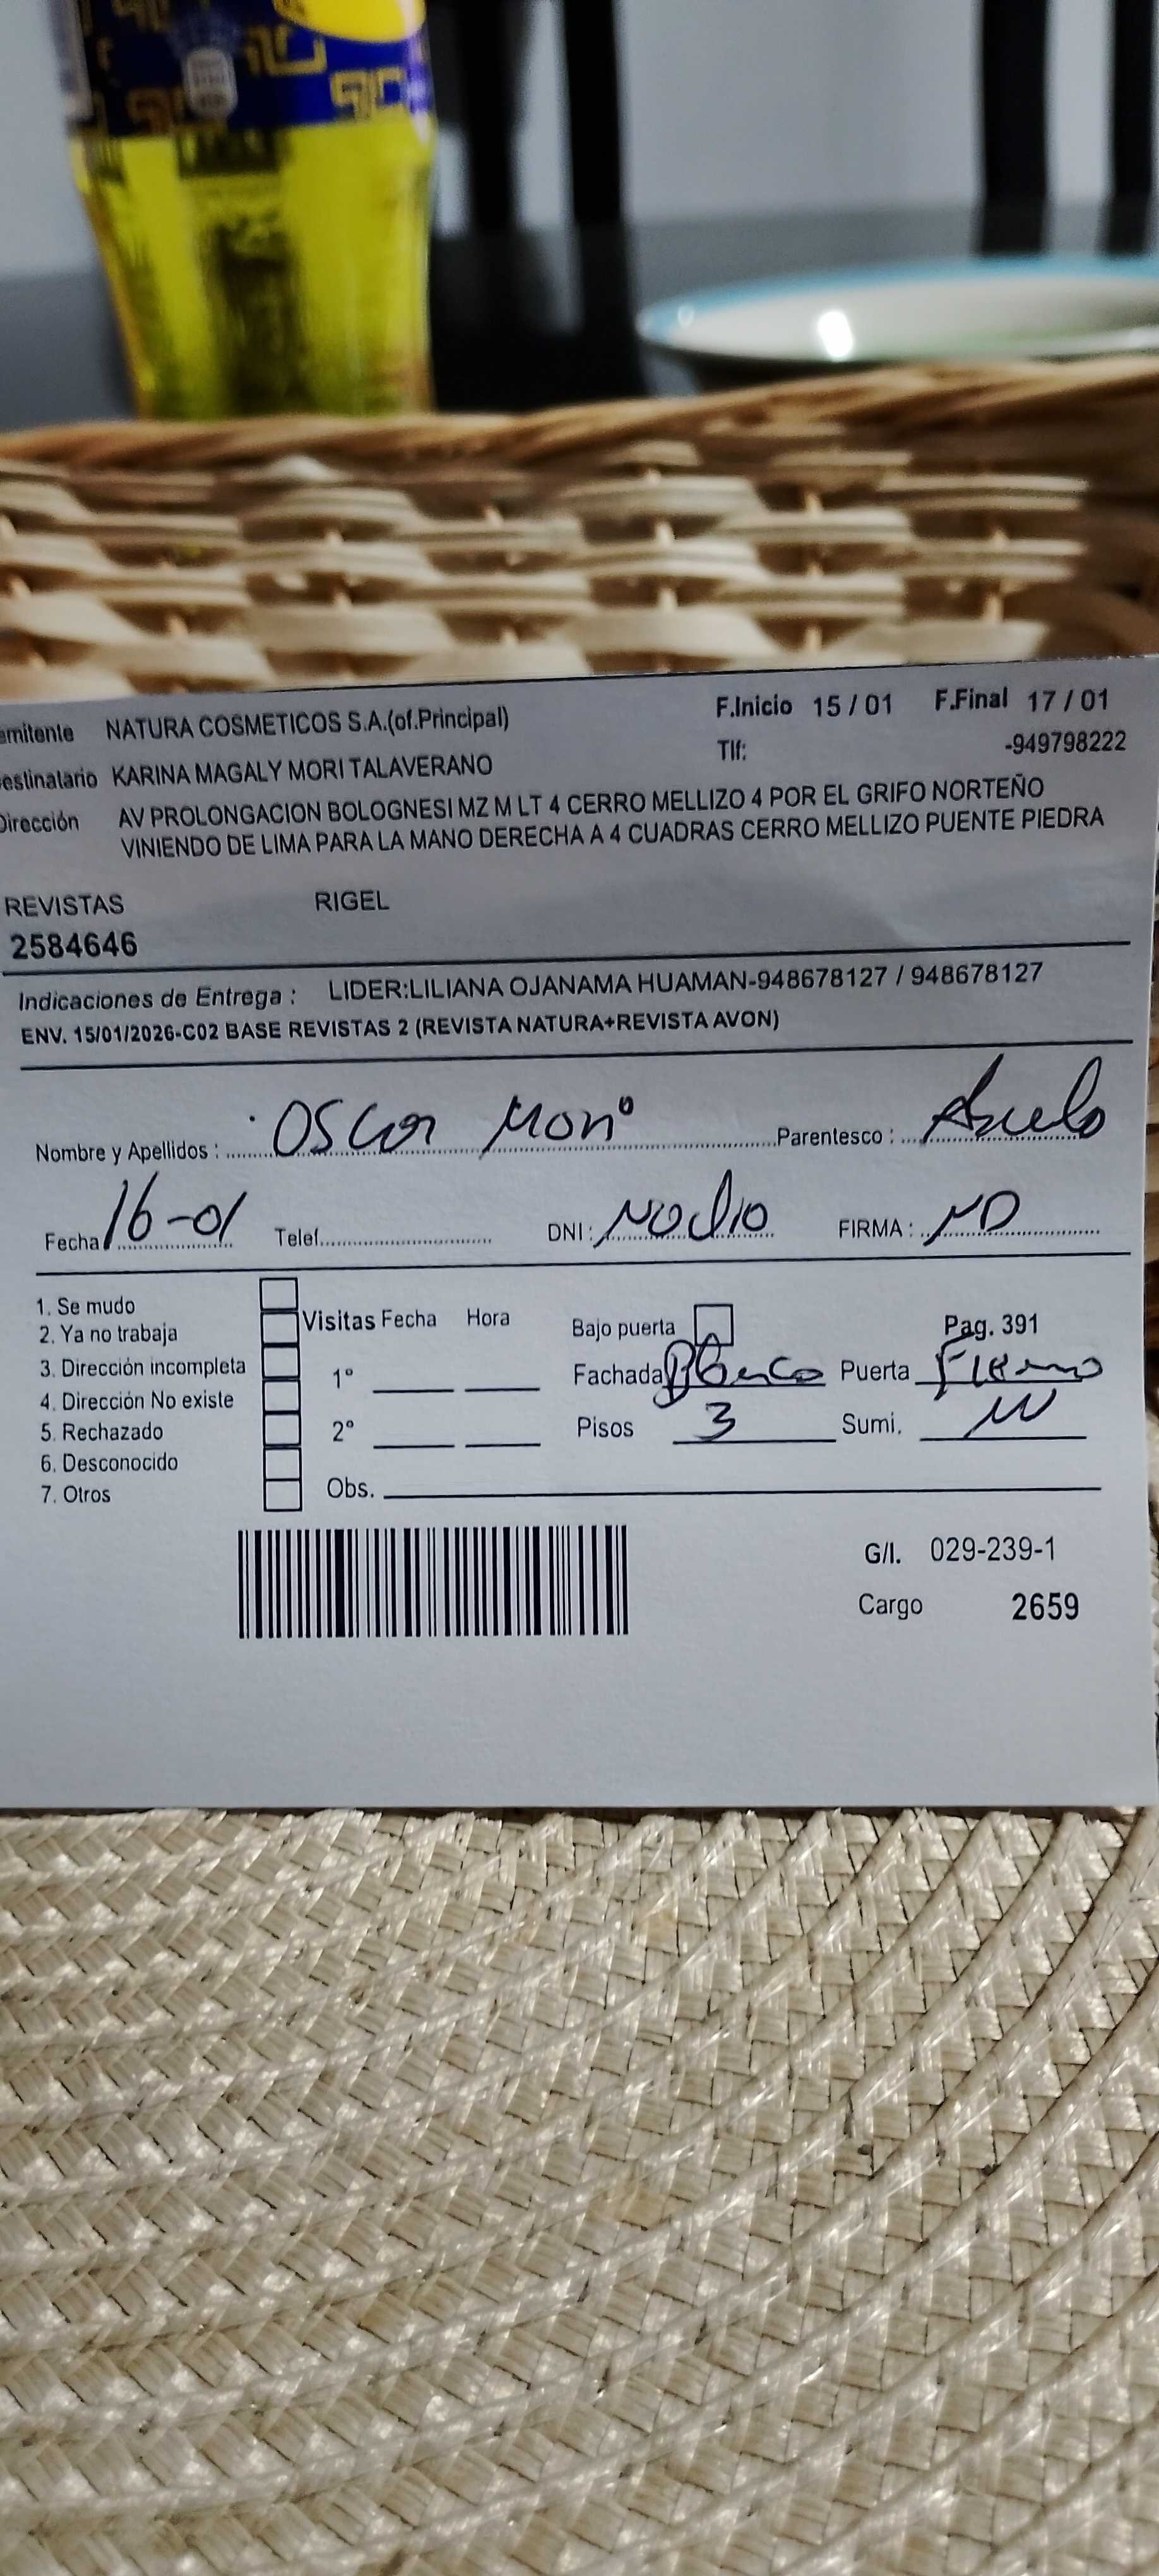 emitente NATURA COSMETICOS S.A.(of.Principal) F.Inicio 15 / 01 F.Final 17 / 01
estinatario KARINA MAGALY MORI TALAVERANO Tlf: -949798222
Dirección AV PROLONGACION BOLOGNESI MZ M LT 4 CERRO MELLIZO 4 POR EL GRIFO NORTEÑO
VINIENDO DE LIMA PARA LA MANO DERECHA A 4 CUADRAS CERRO MELLIZO PUENTE PIEDRA
REVISTAS RIGEL
2584646
Indicaciones de Entrega : LIDER:LILIANA OJANAMA HUAMAN-948678127 / 948678127
ENV. 15/01/2026-C02 BASE REVISTAS 2 (REVISTA NATURA+REVISTA AVON)
Nombre y Apellidos : Oscar Mori Parentesco : Abuelo
Fecha 16-01 Telef. DNI : No dio FIRMA : ND
1. Se mudo
2. Ya no trabaja
3. Dirección incompleta
4. Dirección No existe
5. Rechazado
6. Desconocido
7. Otros
Visitas Fecha Hora
1°
2°
Bajo puerta Pag. 391
Fachada Blanco Puerta Fierro
Pisos 3 Sumi.
Obs.
G/I. 029-239-1
Cargo 2659